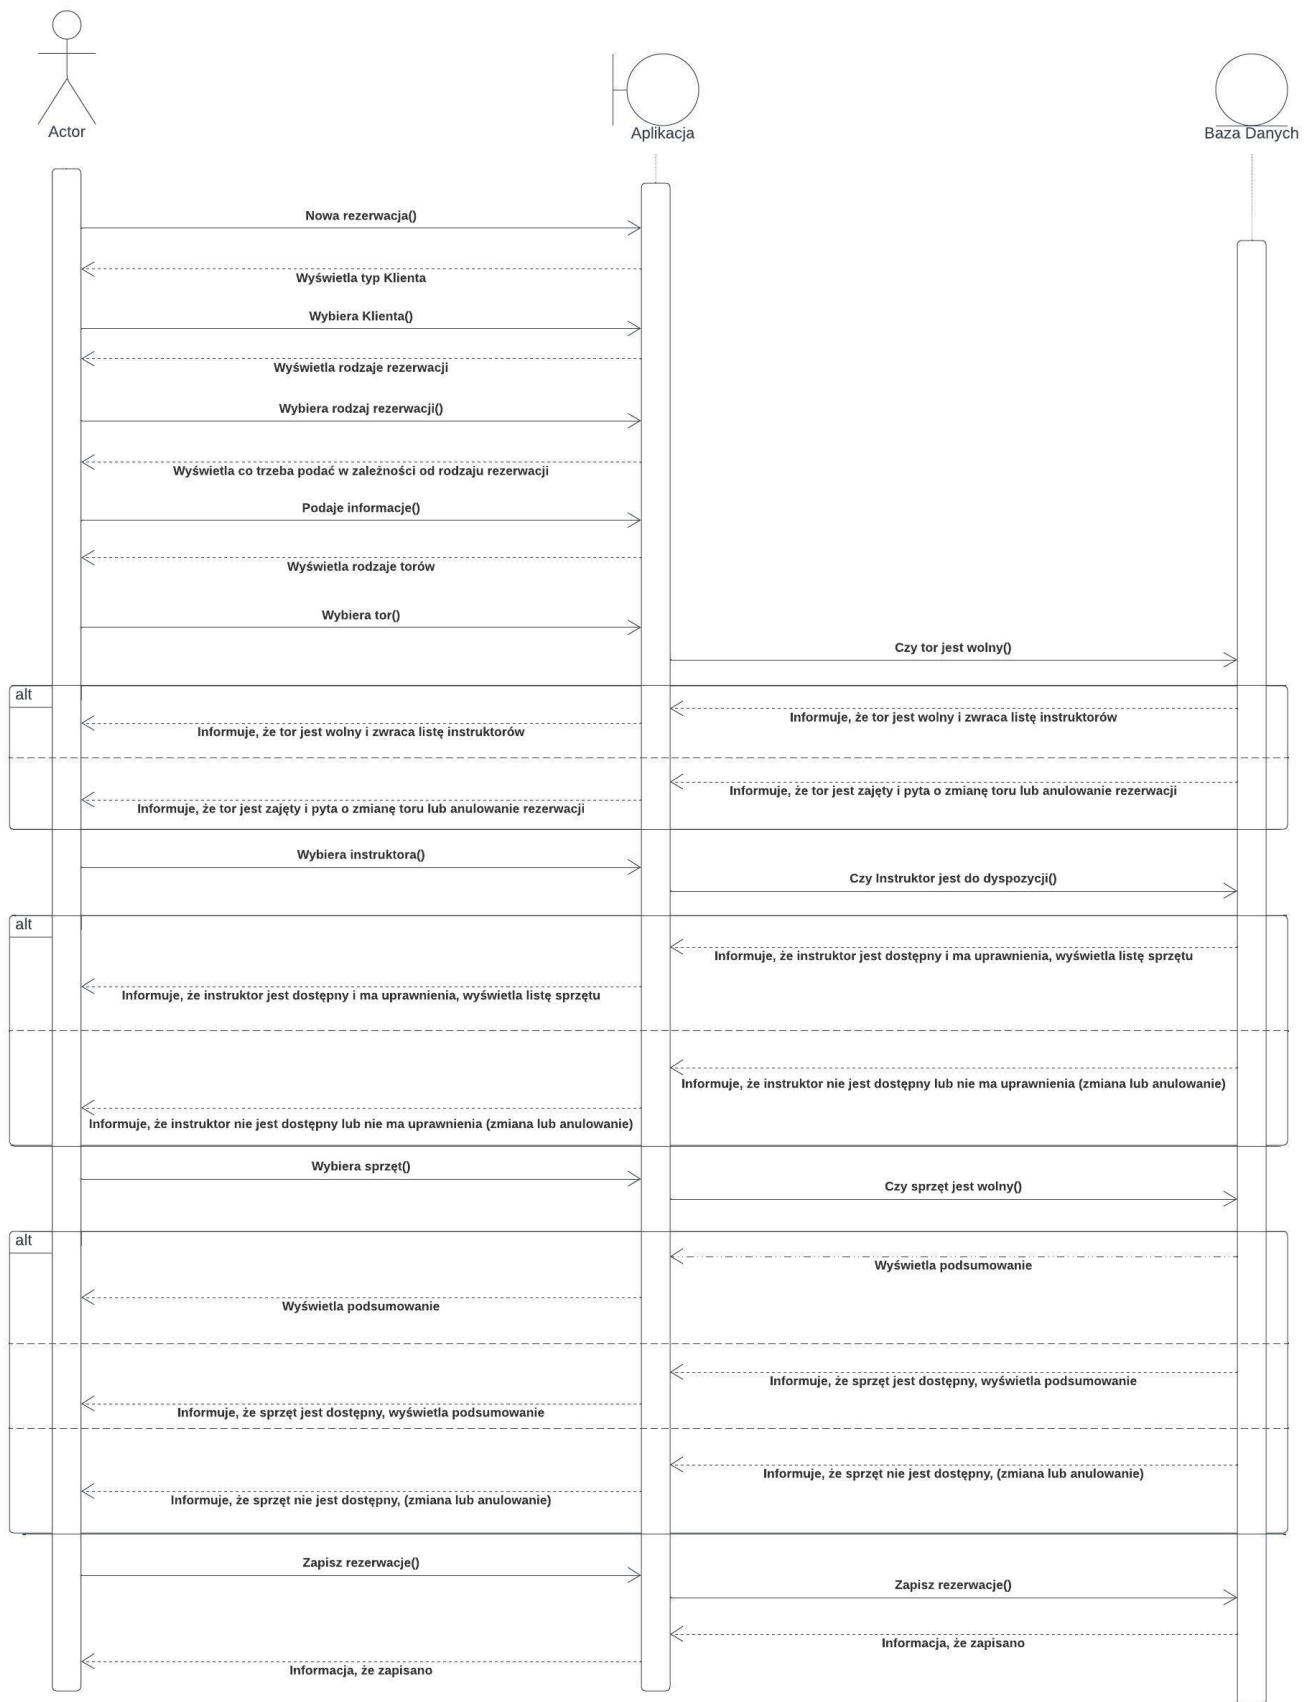 Actor
Aplikacja
Baza Danych
Nowa rezerwacja()
Wyświetla typ Klienta
Wybiera Klienta()
Wyświetla rodzaje rezerwacji
Wybiera rodzaj rezerwacji()
Wyświetla co trzeba podać w zależności od rodzaju rezerwacji
Podaje informacje()
Wyświetla rodzaje torów
Wybiera tor()
Czy tor jest wolny()
alt
Informuje, że tor jest wolny i zwraca listę instruktorów
Informuje, że tor jest wolny i zwraca listę instruktorów
Informuje, że tor jest zajęty i pyta o zmianę toru lub anulowanie rezerwacji
Informuje, że tor jest zajęty i pyta o zmianę toru lub anulowanie rezerwacji
Wybiera instruktora()
Czy Instruktor jest do dyspozycji()
alt
Informuje, że instruktor jest dostępny i ma uprawnienia, wyświetla listę sprzętu
Informuje, że instruktor jest dostępny i ma uprawnienia, wyświetla listę sprzętu
Informuje, że instruktor nie jest dostępny lub nie ma uprawnienia (zmiana lub anulowanie)
Informuje, że instruktor nie jest dostępny lub nie ma uprawnienia (zmiana lub anulowanie)
Wybiera sprzęt()
Czy sprzęt jest wolny()
alt
Wyświetla podsumowanie
Wyświetla podsumowanie
Informuje, że sprzęt jest dostępny, wyświetla podsumowanie
Informuje, że sprzęt jest dostępny, wyświetla podsumowanie
Informuje, że sprzęt nie jest dostępny, (zmiana lub anulowanie)
Informuje, że sprzęt nie jest dostępny, (zmiana lub anulowanie)
Zapisz rezerwacje()
Zapisz rezerwacje()
Informacja, że zapisano
Informacja, że zapisano